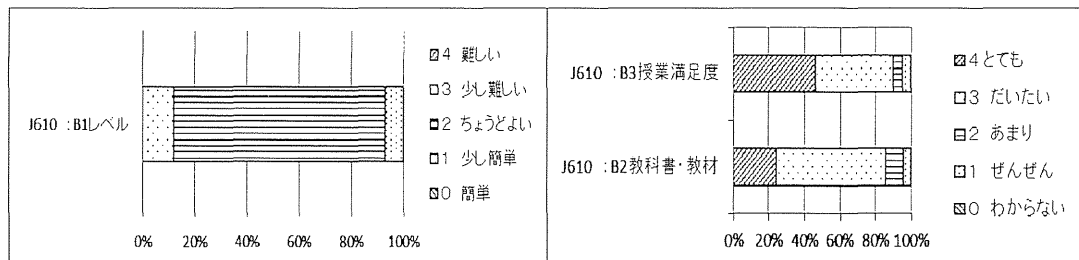 J610 :B1レベル
4 難しい
3 少し難しい
2 ちょうどよい
1 少し簡単
0 簡単
0% 20% 40% 60% 80% 100%
J610 :B3授業満足度
J610 :B2教科書・教材
4とても
3 だいたい
2 あまり
1 ぜんぜん
0 わからない
0% 20% 40% 60% 80% 100%